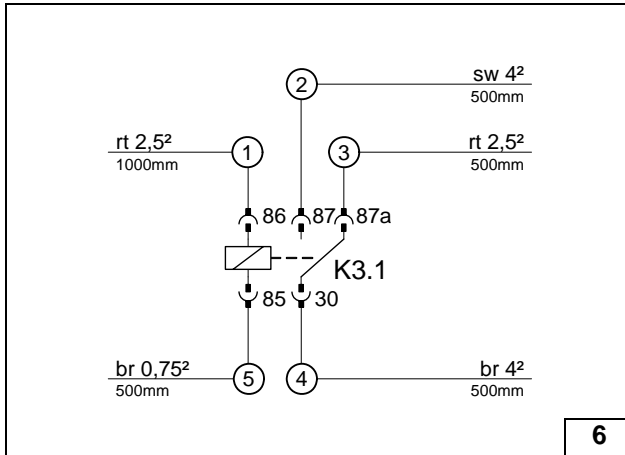 2
sw 4²
500mm
rt 2,5²
1000mm
1
3
rt 2,5²
500mm
86
87
87a
K3.1
85
30
br 0,75²
500mm
5
4
br 4²
500mm
6